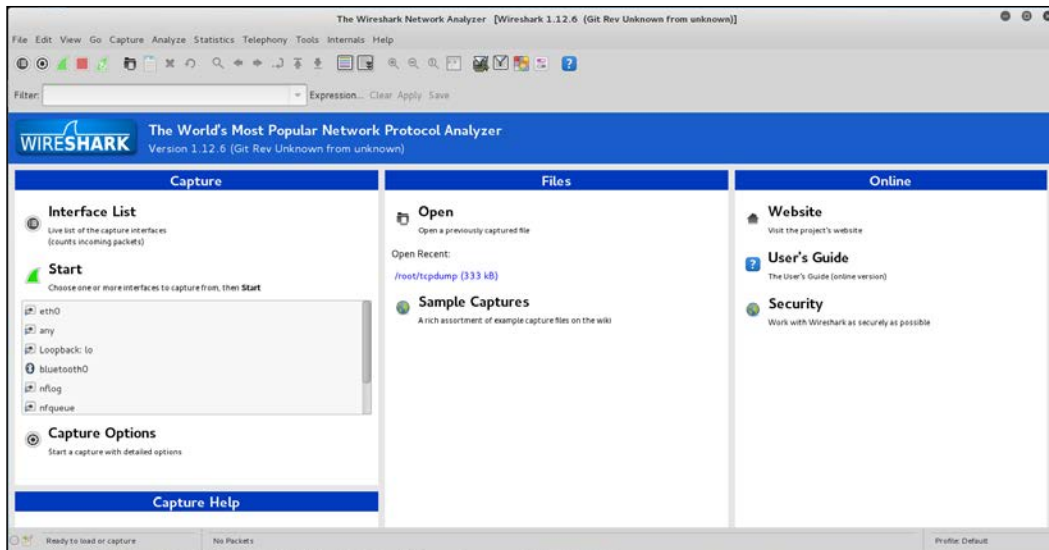 The Wireshark Network Analyzer [Wireshark 1.12.6 (Git Rev Unknown from unknown)]
File Edit View Go Capture Analyze Statistics Telephony Tools Internals Help
Filter:
Expression... Clear Apply Save
WIRESHARK
The World's Most Popular Network Protocol Analyzer
Version 1.12.6 (Git Rev Unknown from unknown)
Capture
Interface List
Live list of the capture interfaces
(counts incoming packets)
Start
Choose one or more interfaces to capture from, then Start
eth0
any
Loopback: lo
bluetooth0
nflog
nfqueue
Capture Options
Start a capture with detailed options
Capture Help
Files
Open
Open a previously captured file
Open Recent:
/root/tcpdump (333 kB)
Sample Captures
A rich assortment of example capture files on the wiki
Online
Website
Visit the project's website
User's Guide
The User's Guide (online version)
Security
Work with Wireshark as securely as possible
Ready to load or capture
No Packets
Profile: Default